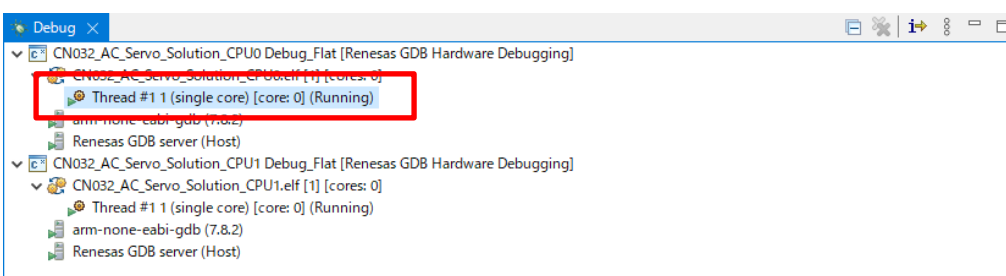 Debug
CN032_AC_Servo_Solution_CPU0 Debug_Flat [Renesas GDB Hardware Debugging]
CN032_AC_Servo_Solution_CPU0.elf [1] [cores: 0]
Thread #1 1 (single core) [core: 0] (Running)
arm-none-eabi-gdb (7.8.2)
Renesas GDB server (Host)
CN032_AC_Servo_Solution_CPU1 Debug_Flat [Renesas GDB Hardware Debugging]
CN032_AC_Servo_Solution_CPU1.elf [1] [cores: 0]
Thread #1 1 (single core) [core: 0] (Running)
arm-none-eabi-gdb (7.8.2)
Renesas GDB server (Host)